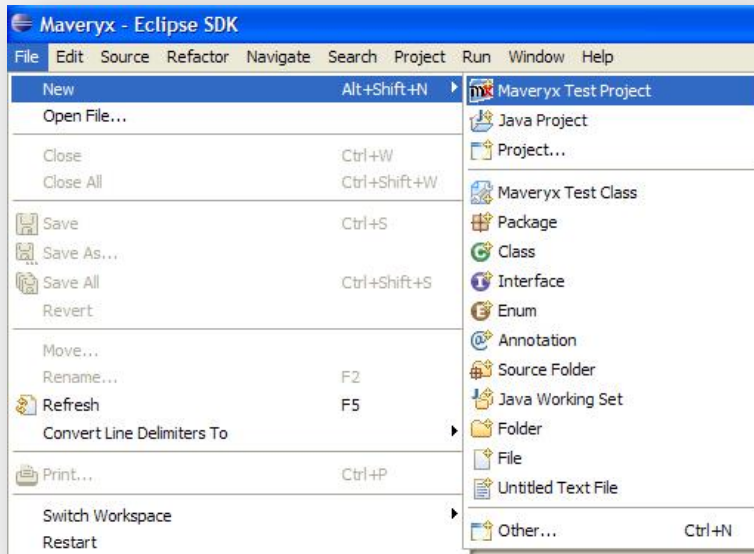 Maveryx - Eclipse SDK
File Edit Source Refactor Navigate Search Project Run Window Help
New Alt+Shift+N
Open File...
Close Ctrl+W
Close All Ctrl+Shift+W
Save Ctrl+S
Save As...
Save All Ctrl+Shift+S
Revert
Move...
Rename... F2
Refresh F5
Convert Line Delimiters To
Print... Ctrl+P
Switch Workspace
Restart
Maveryx Test Project
Java Project
Project...
Maveryx Test Class
Package
Class
Interface
Enum
Annotation
Source Folder
Java Working Set
Folder
File
Untitled Text File
Other... Ctrl+N